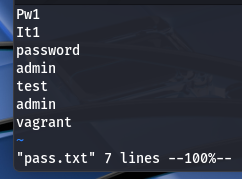 Pw1
It1
password
admin
test
admin
vagrant
~
"pass.txt" 7 lines --100%--